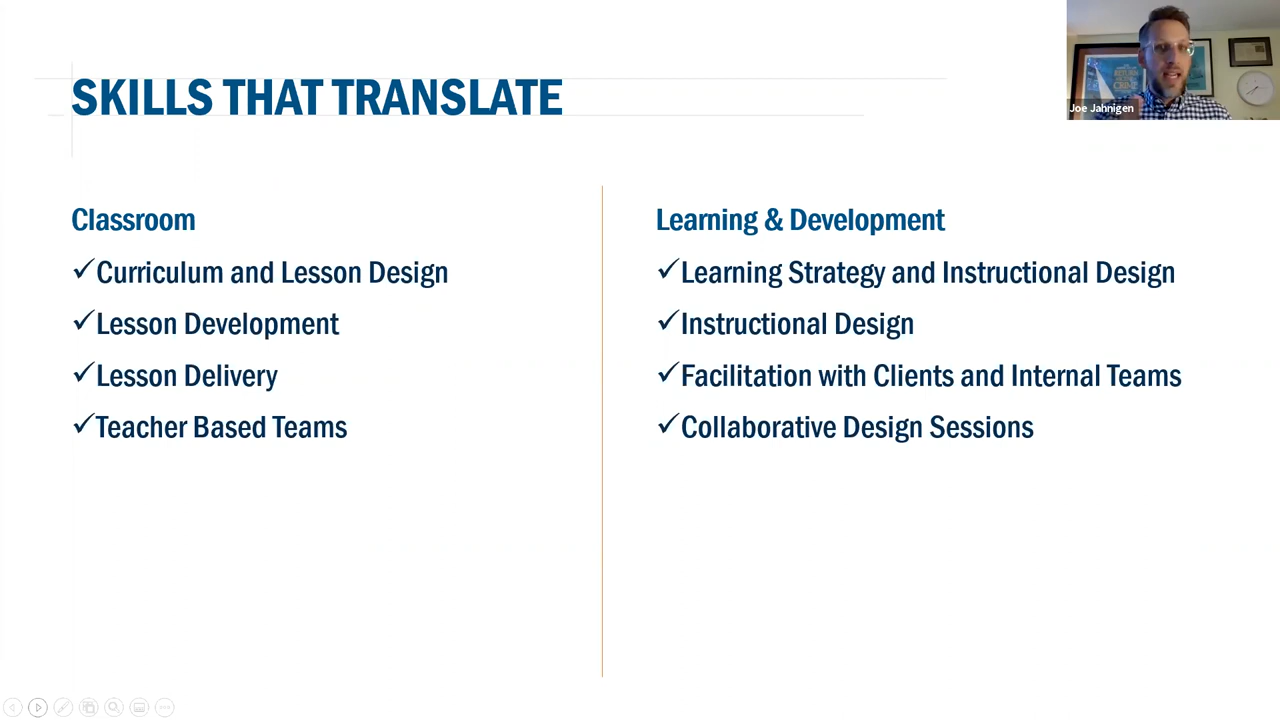 SKILLS THAT TRANSLATE
Joe Jahnigen
Classroom
✓Curriculum and Lesson Design
✓Lesson Development
✓Lesson Delivery
✓Teacher Based Teams
Learning & Development
✓Learning Strategy and Instructional Design
✓Instructional Design
✓Facilitation with Clients and Internal Teams
✓Collaborative Design Sessions